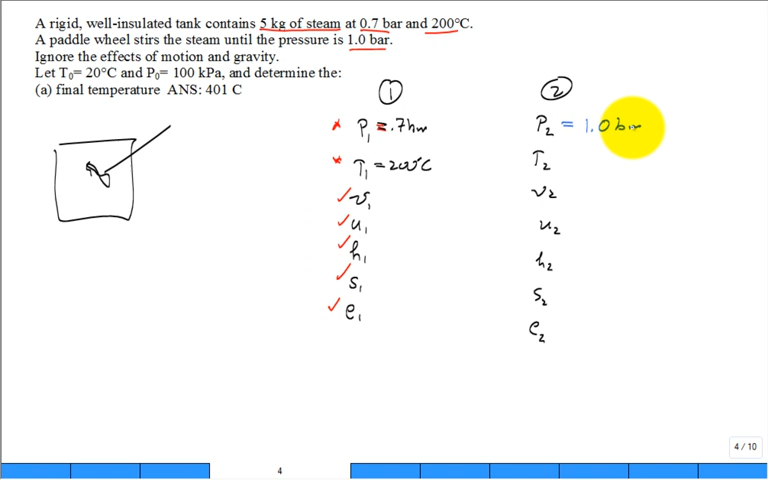 A rigid, well-insulated tank contains 5 kg of steam at 0.7 bar and 200°C.
A paddle wheel stirs the steam until the pressure is 1.0 bar.
Ignore the effects of motion and gravity.
Let T₀= 20°C and P₀= 100 kPa, and determine the:
(a) final temperature ANS: 401 C
① ②
P₁ = .7 bar P₂ = 1.0 bar
T₁ = 200°C T₂
v₁ v₂
u₁ u₂
h₁ h₂
s₁ s₂
e₁ e₂
4 / 10
4